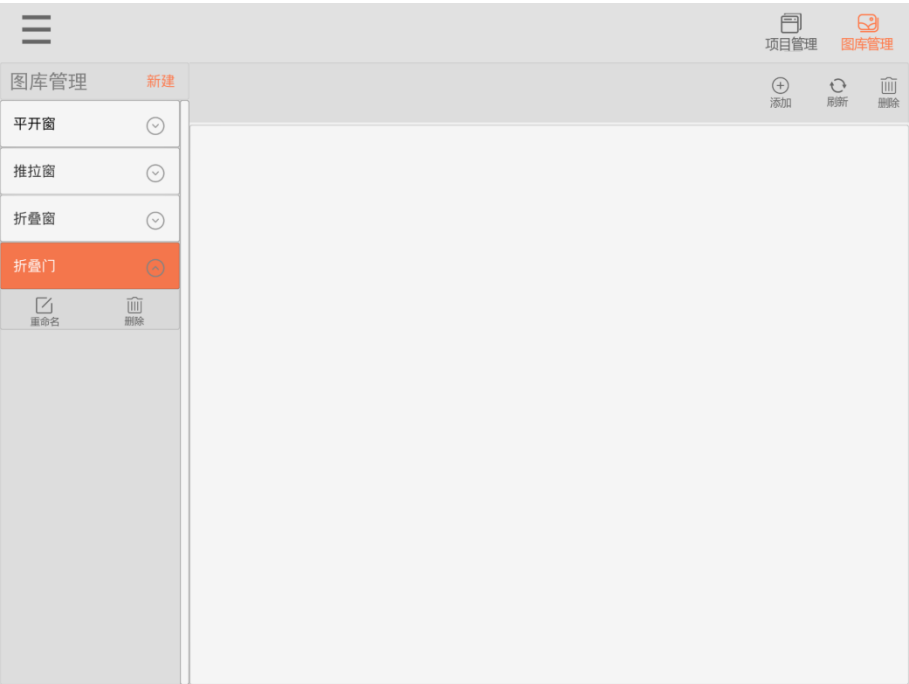 项目管理 图库管理
图库管理 新建
添加 刷新 删除
平开窗
推拉窗
折叠窗
折叠门
重命名 删除